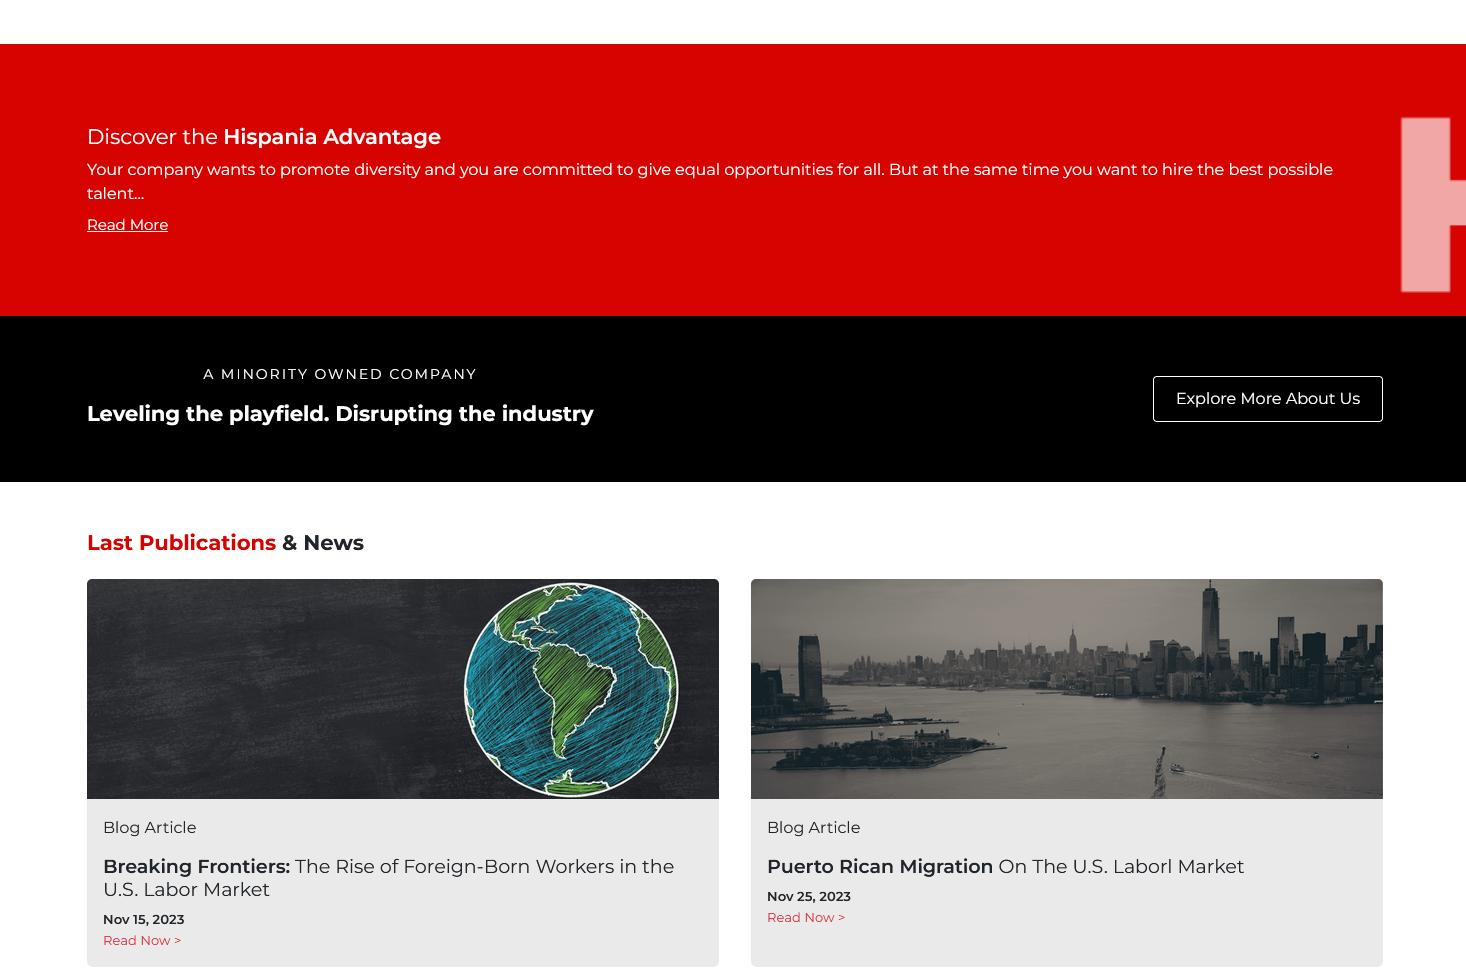 Discover the Hispania Advantage
Your company wants to promote diversity and you are committed to give equal opportunities for all. But at the same time you want to hire the best possible
talent...
Read More
H
A MINORITY OWNED COMPANY
Leveling the playfield. Disrupting the industry
Explore More About Us
Last Publications & News
Blog Article
Breaking Frontiers: The Rise of Foreign-Born Workers in the
U.S. Labor Market
Nov 15, 2023
Read Now >
Blog Article
Puerto Rican Migration On The U.S. Laborl Market
Nov 25, 2023
Read Now >